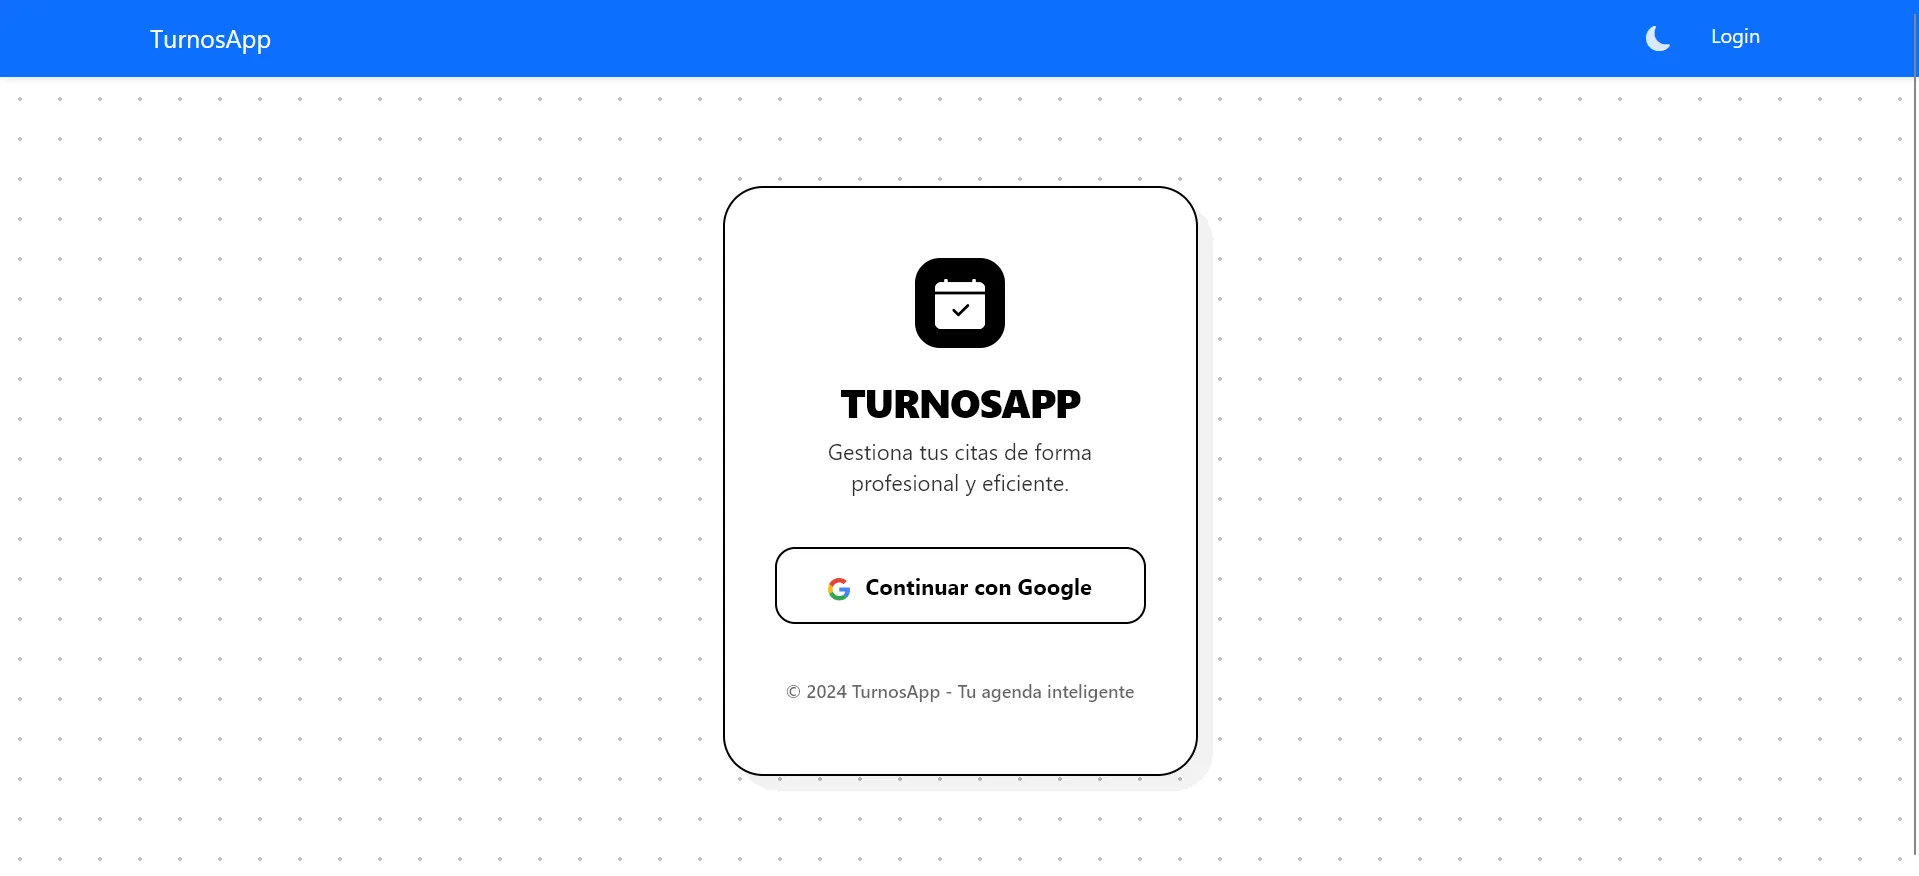 TurnosApp
Login
TURNOSAPP
Gestiona tus citas de forma
profesional y eficiente.
Continuar con Google
© 2024 TurnosApp - Tu agenda inteligente